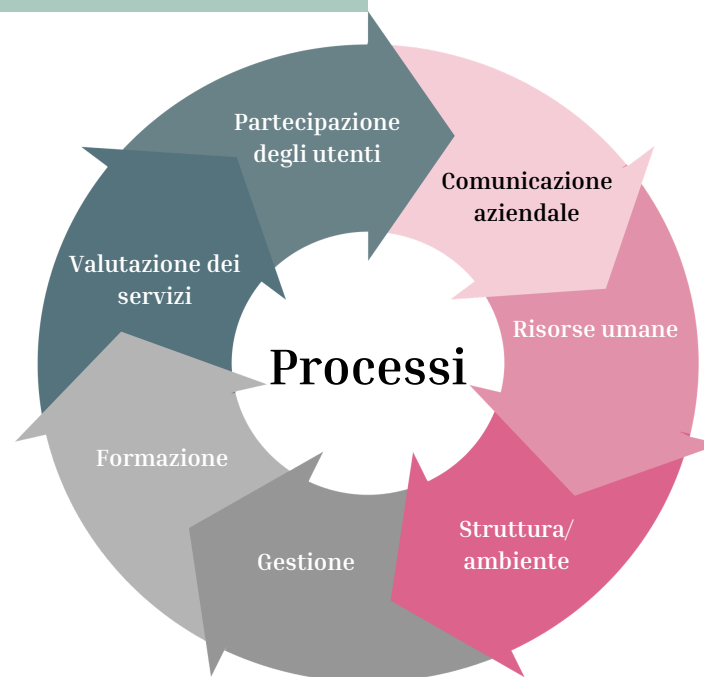 Partecipazione
degli utenti
Comunicazione
aziendale
Risorse umane
Struttura/
ambiente
Gestione
Formazione
Valutazione dei
servizi
Processi